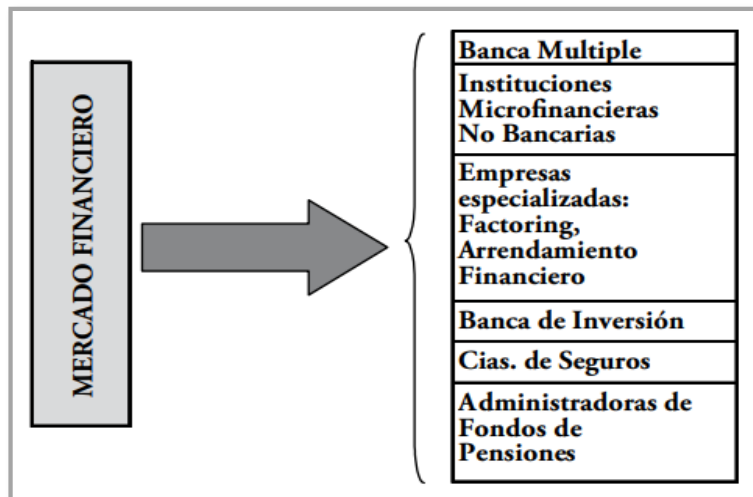 MERCADO FINANCIERO
Banca Multiple
Instituciones
Microfinancieras
No Bancarias
Empresas
especializadas:
Factoring,
Arrendamiento
Financiero
Banca de Inversión
Cias. de Seguros
Administradoras de
Fondos de
Pensiones